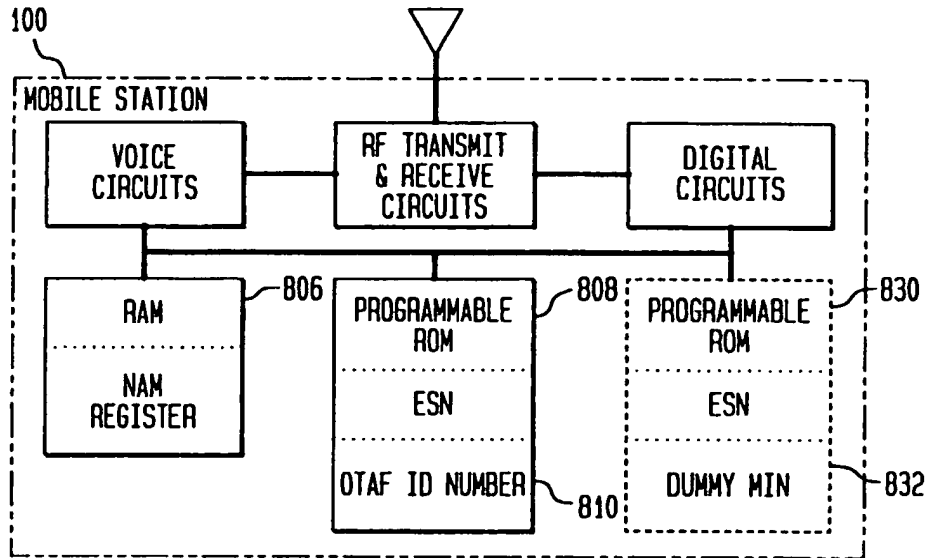 100
MOBILE STATION
VOICE
CIRCUITS
RF TRANSMIT
& RECEIVE
CIRCUITS
DIGITAL
CIRCUITS
RAM
NAM
REGISTER
806
PROGRAMMABLE
ROM
ESN
OTAF ID NUMBER
808
810
PROGRAMMABLE
ROM
ESN
DUMMY MIN
830
832